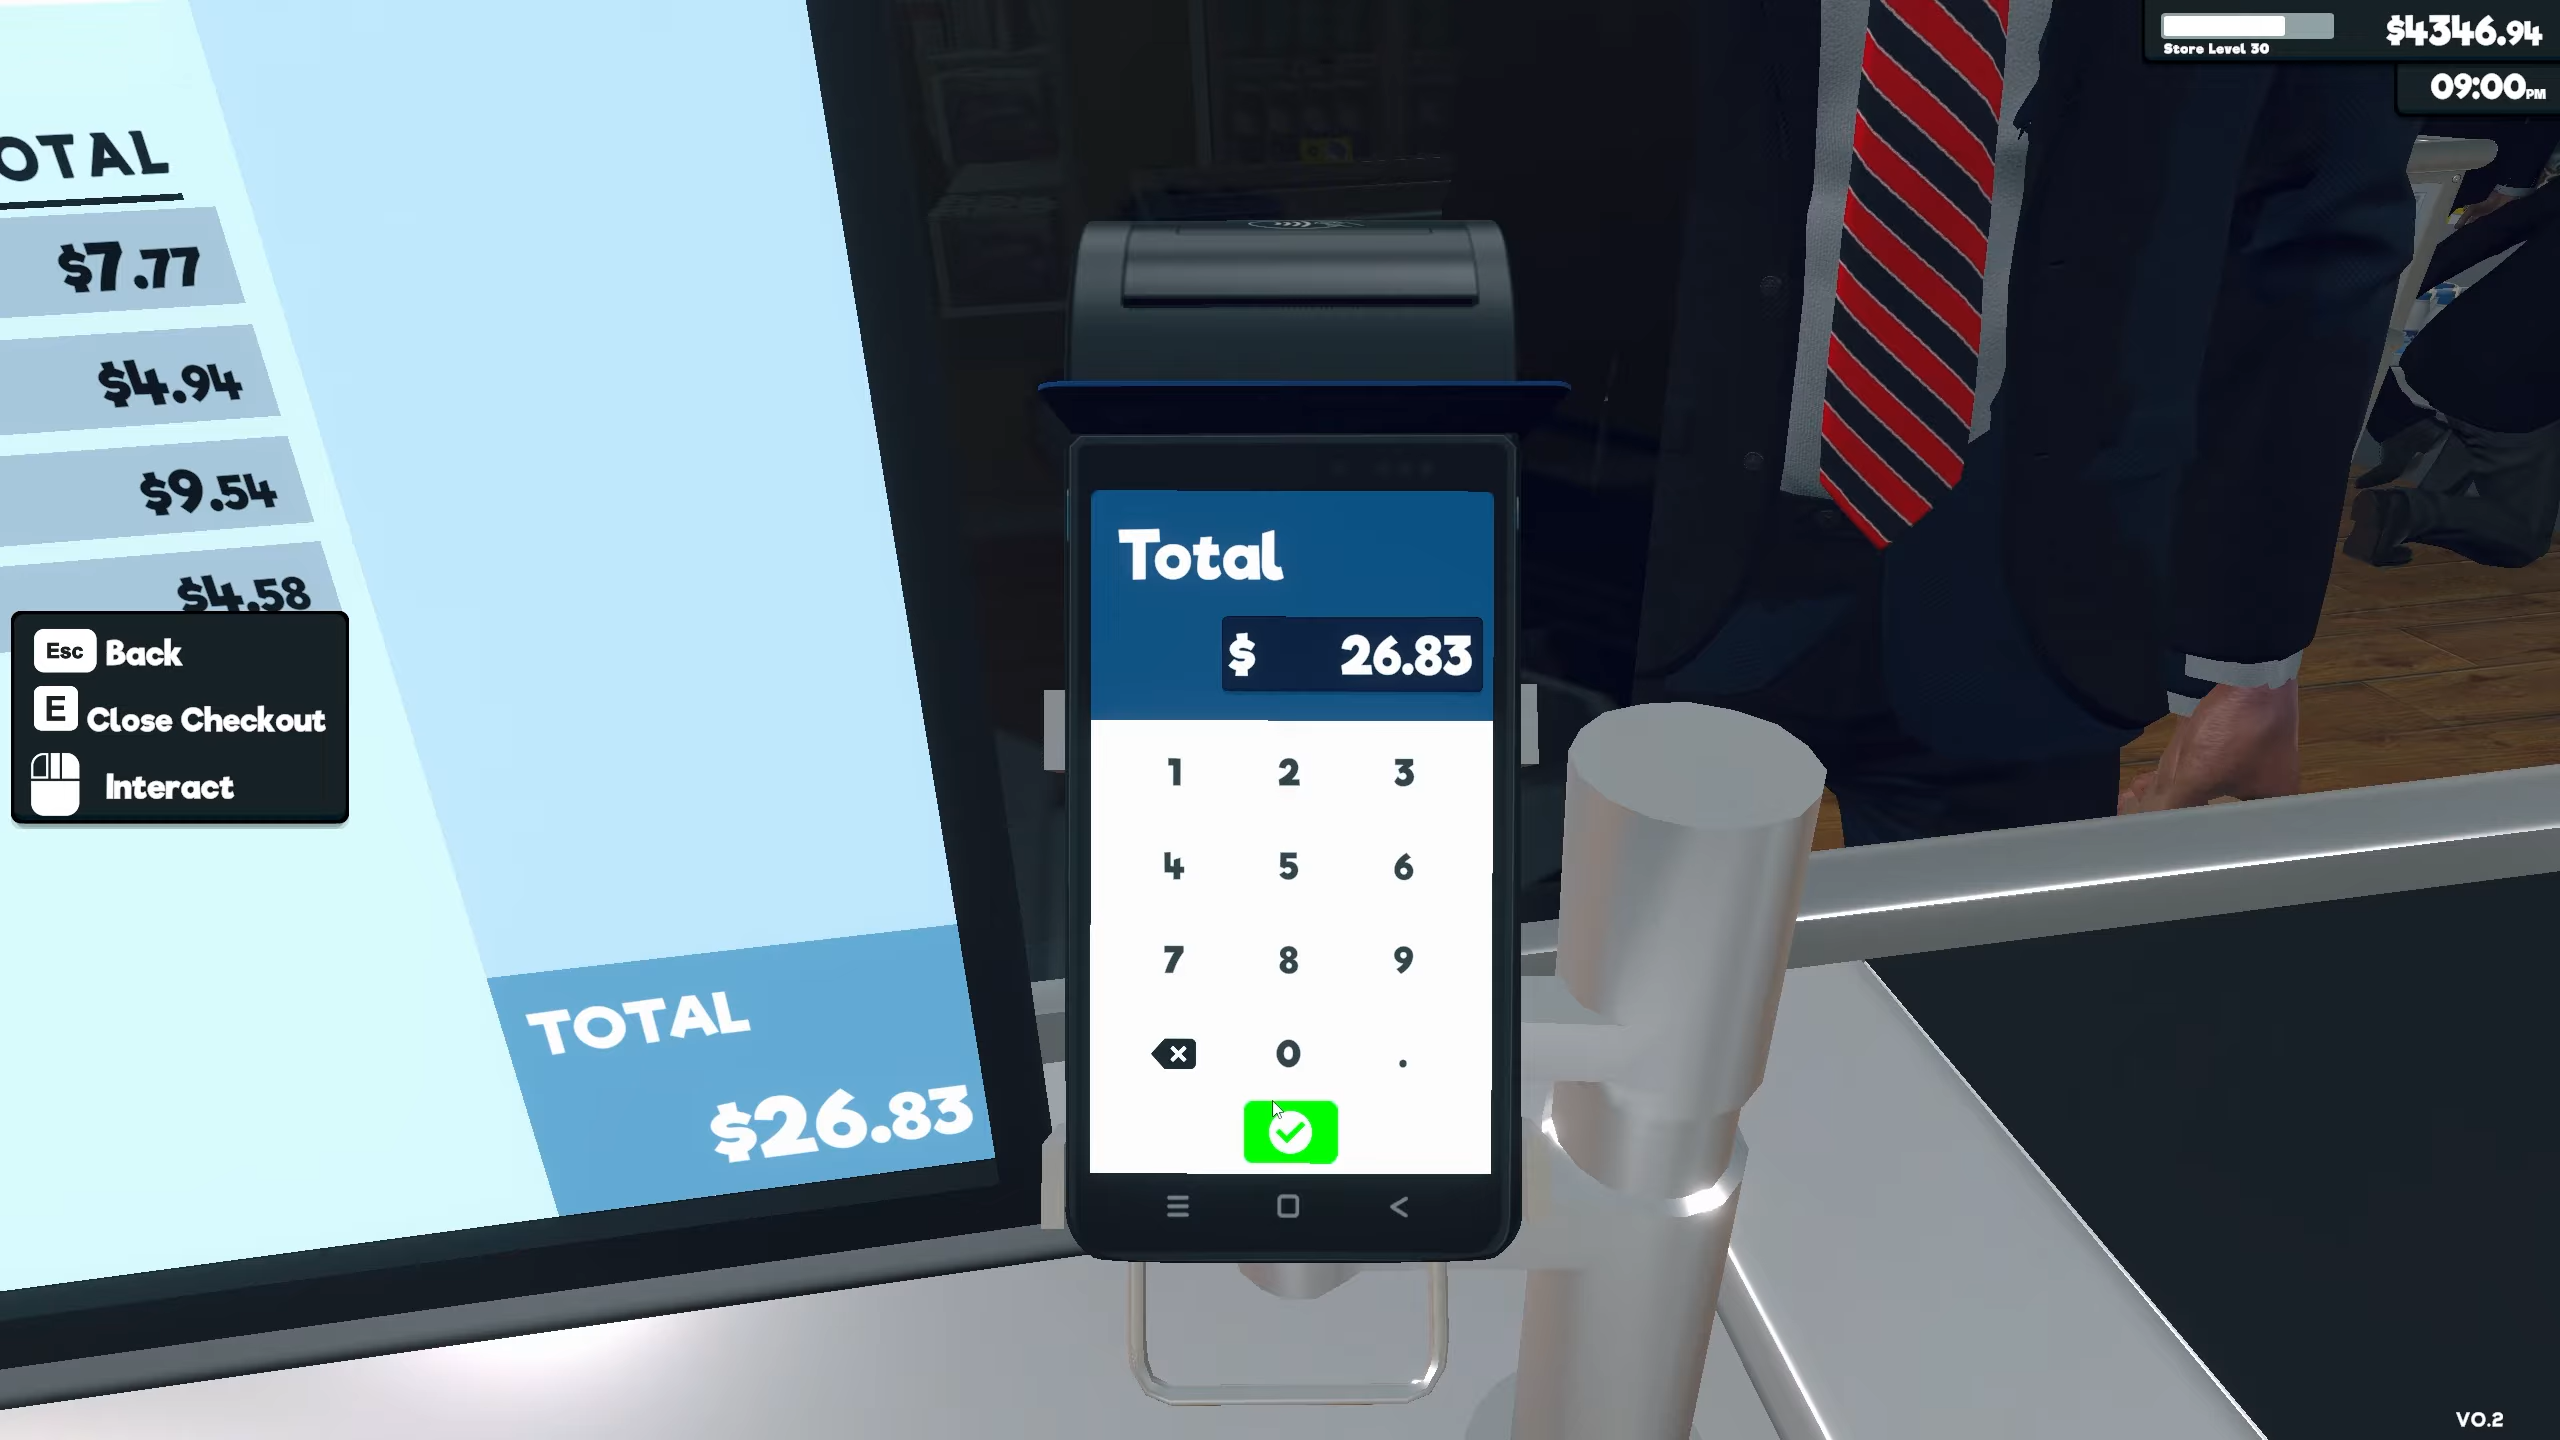 $4346.94
Store Level 30
09:00PM
OTAL
$7.77
$4.94
$9.54
$4.58
Esc Back
E Close Checkout
Interact
TOTAL
$26.83
Total
$ 26.83
1 2 3
4 5 6
7 8 9
0 .
V0.2